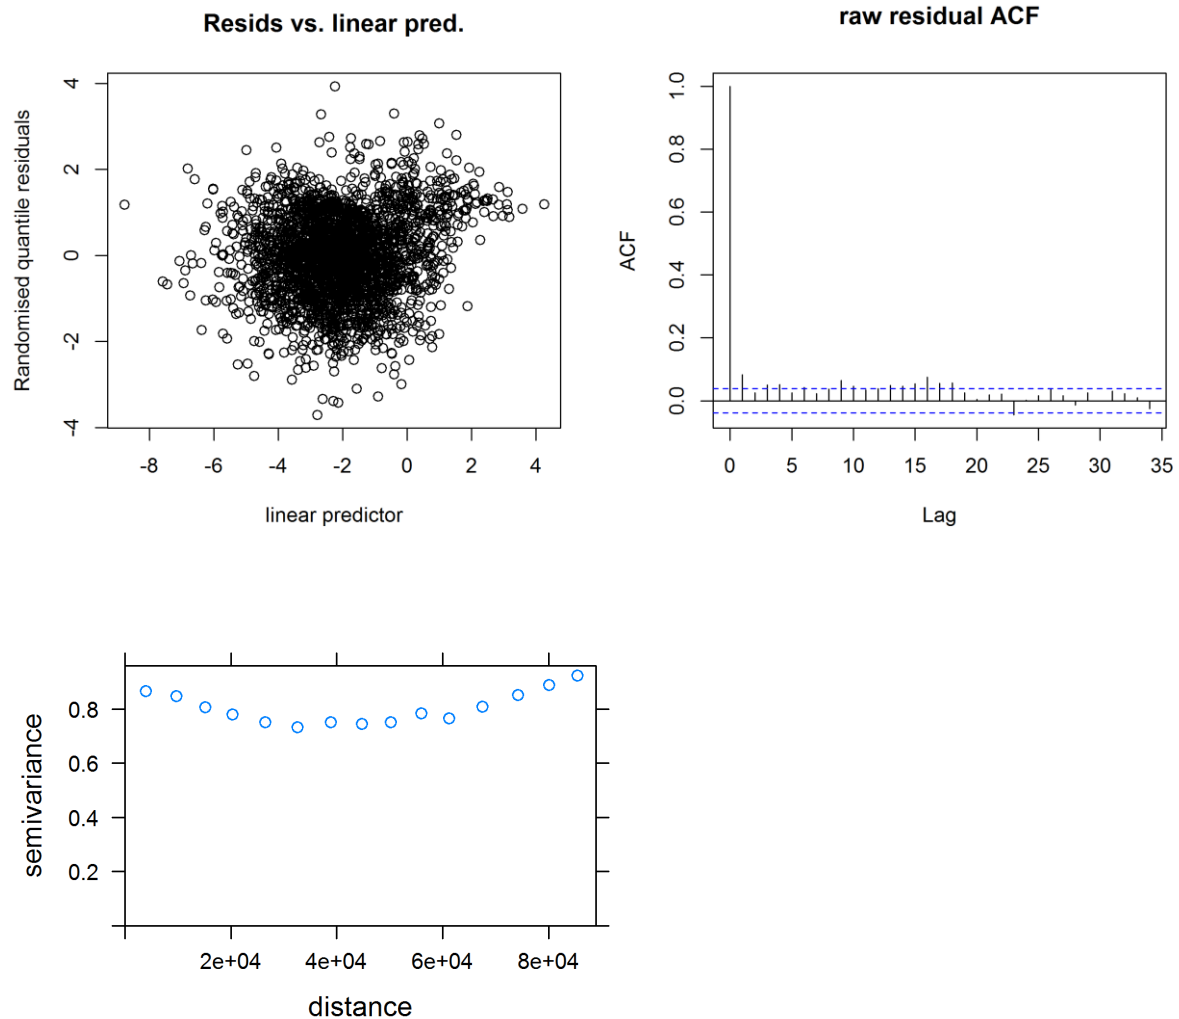 Resids vs. linear pred.
Randomised quantile residuals
4
2
0
-2
-4
-8 -6 -4 -2 0 2 4
linear predictor
raw residual ACF
ACF
1.0
0.8
0.6
0.4
0.2
0.0
0 5 10 15 20 25 30 35
Lag
semivariance
0.8
0.6
0.4
0.2
2e+04 4e+04 6e+04 8e+04
distance